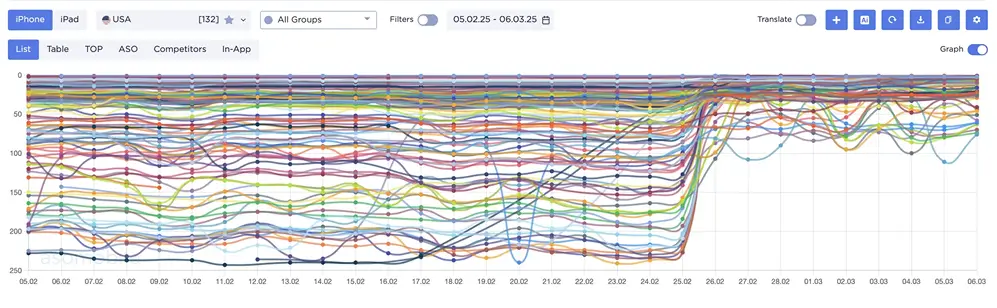 iPhone iPad USA [132] All Groups Filters 05.02.25 - 06.03.25 Translate AI
List Table TOP ASO Competitors In-App Graph
0
50
100
150
200
250
05.02 06.02 07.02 08.02 09.02 10.02 11.02 12.02 13.02 14.02 15.02 16.02 17.02 18.02 19.02 20.02 21.02 22.02 23.02 24.02 25.02 26.02 27.02 28.02 01.03 02.03 03.03 04.03 05.03 06.03